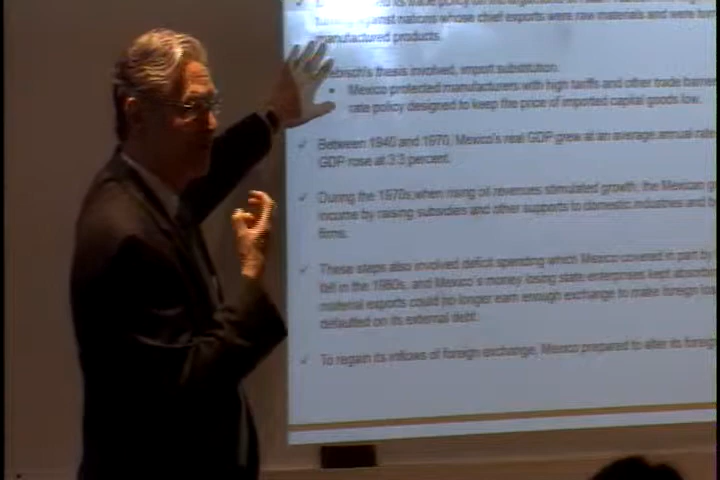 against nations whose chief exports were raw materials and were
manufactured products.
thesis involved, import substitution.
• Mexico protected manufacturers with high tariffs and other trade
rate policy designed to keep the price of imported capital goods low.
✓ Between 1940 and 1970, Mexico's real GDP grew at an average annual rate
GDP rose at 3.3 percent.
✓ During the 1970s, when rising oil revenues stimulated growth, the Mexican
income by raising subsidies and other supports to domestic industries and
firms.
✓ These steps also involved deficit spending which Mexico covered in part by
fall in the 1980s, and Mexico's money losing state enterprises kept
material exports could no longer earn enough exchange to make foreign
defaulted on its external debt.
✓ To regain its inflows of foreign exchange, Mexico prepared to alter its